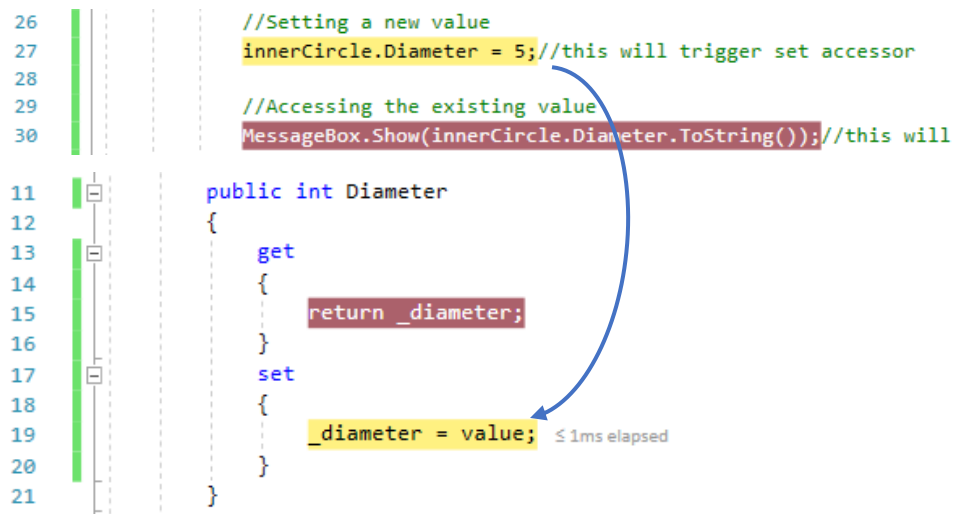 26 //Setting a new value
27 innerCircle.Diameter = 5;//this will trigger set accessor
28
29 //Accessing the existing value
30 MessageBox.Show(innerCircle.Diameter.ToString());//this will
11 public int Diameter
12 {
13 get
14 {
15 return _diameter;
16 }
17 set
18 {
19 _diameter = value; ≤ 1ms elapsed
20 }
21 }